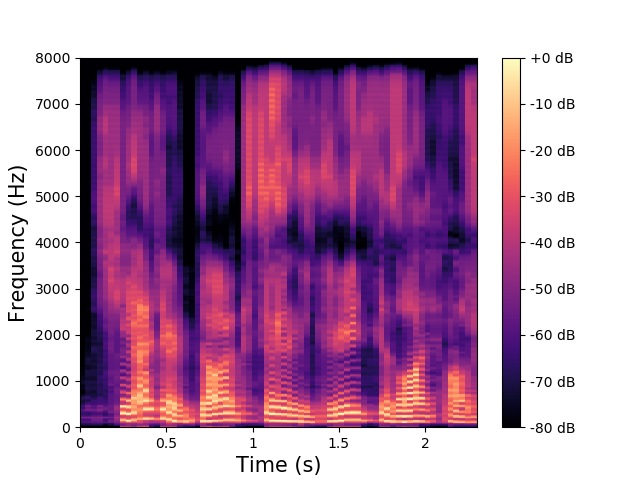 8000
7000
6000
5000
4000
3000
2000
1000
0
Frequency (Hz)
0 0.5 1 1.5 2
Time (s)
+0 dB
-10 dB
-20 dB
-30 dB
-40 dB
-50 dB
-60 dB
-70 dB
-80 dB